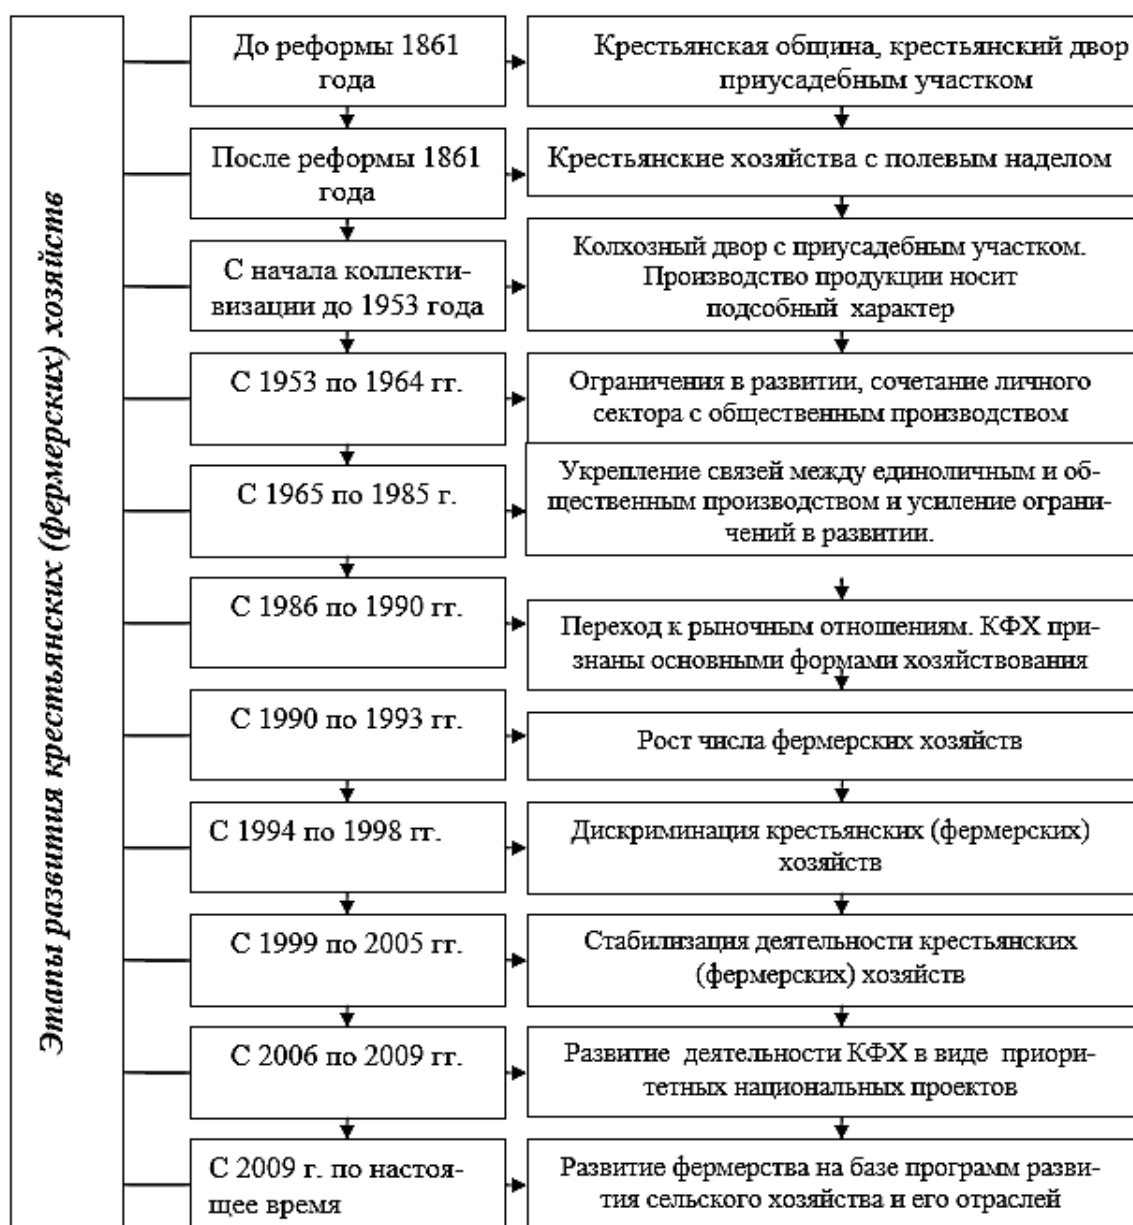 Этапы развития крестьянских (фермерских) хозяйств
До реформы 1861
года
Крестьянская община, крестьянский двор
приусадебным участком
После реформы 1861
года
Крестьянские хозяйства с полевым наделом
С начала коллекти-
визации до 1953 года
Колхозный двор с приусадебным участком.
Производство продукции носит
подсобный характер
С 1953 по 1964 гг.
Ограничения в развитии, сочетание личного
сектора с общественным производством
С 1965 по 1985 г.
Укрепление связей между единоличным и об-
щественным производством и усиление ограни-
чений в развитии.
С 1986 по 1990 гг.
Переход к рыночным отношениям. КФХ при-
знаны основными формами хозяйствования
С 1990 по 1993 гг.
Рост числа фермерских хозяйств
С 1994 по 1998 гг.
Дискриминация крестьянских (фермерских)
хозяйств
С 1999 по 2005 гг.
Стабилизация деятельности крестьянских
(фермерских) хозяйств
С 2006 по 2009 гг.
Развитие деятельности КФХ в виде приори-
тетных национальных проектов
С 2009 г. по настоя-
щее время
Развитие фермерства на базе программ разви-
тия сельского хозяйства и его отраслей